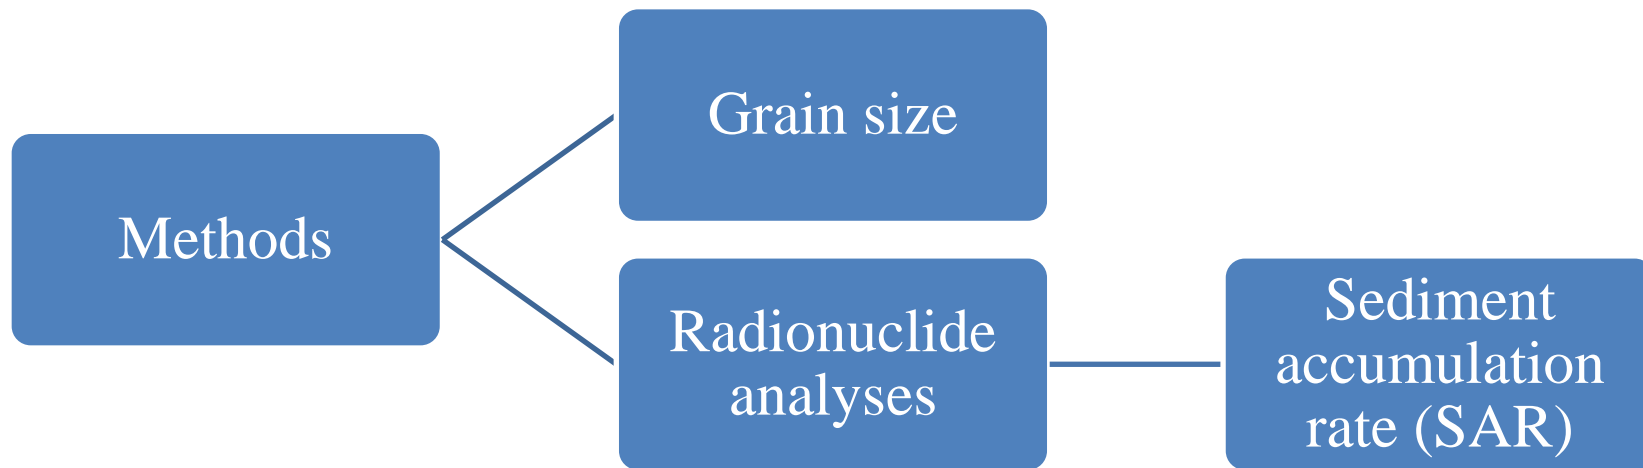 Methods
Grain size
Radionuclide
analyses
Sediment
accumulation
rate (SAR)